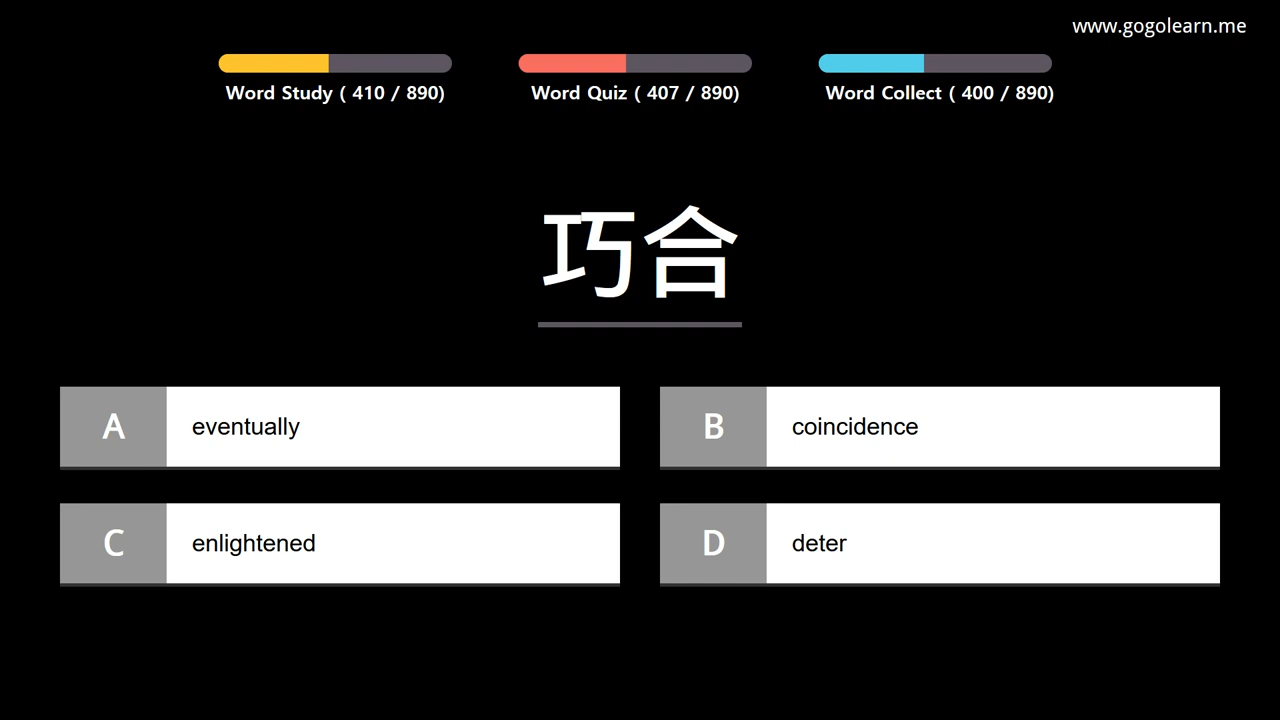 www.gogolearn.me
Word Study ( 410 / 890)
Word Quiz ( 407 / 890)
Word Collect ( 400 / 890)
巧合
A eventually
B coincidence
C enlightened
D deter